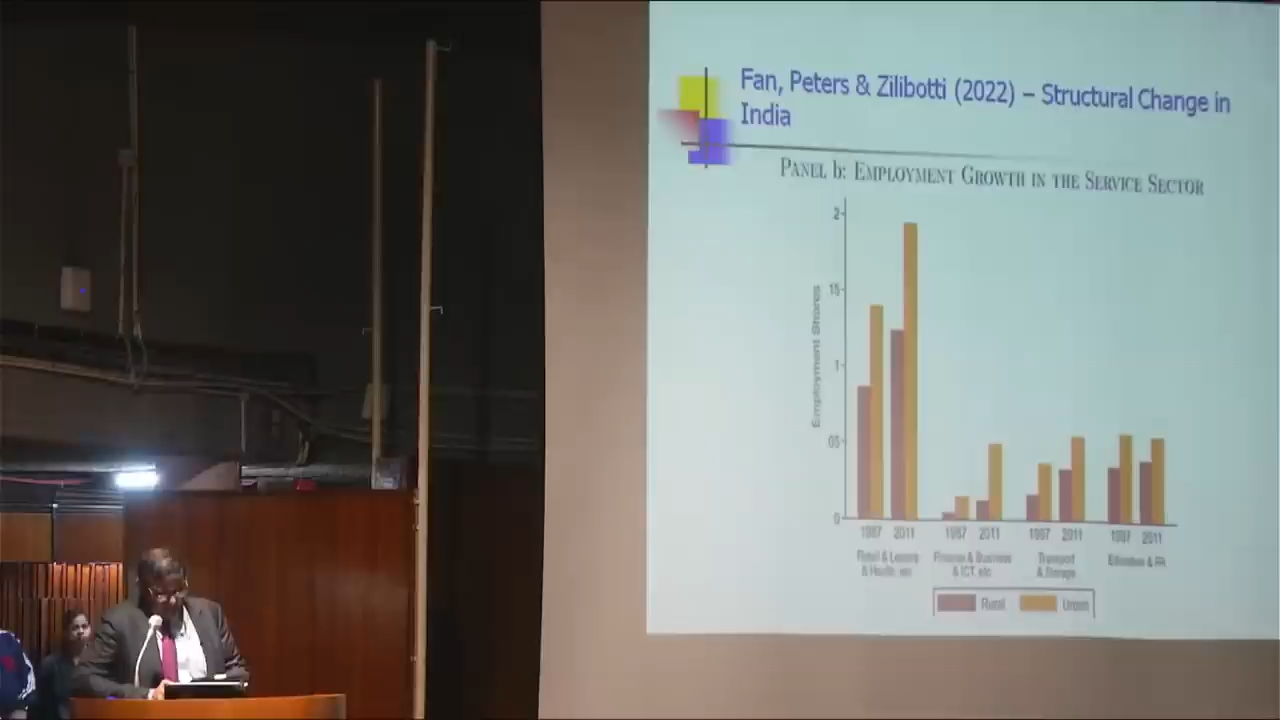 Fan, Peters & Zilibotti (2022) – Structural Change in
India
PANEL b: EMPLOYMENT GROWTH IN THE SERVICE SECTOR
Employment Shares
2
15
1
05
0
1987 2011 1987 2011 1987 2011 1987 2011
Retail & Leisure Finance & Business Transport Education & PA
& Health, etc & ICT, etc & Storage
Rural Urban